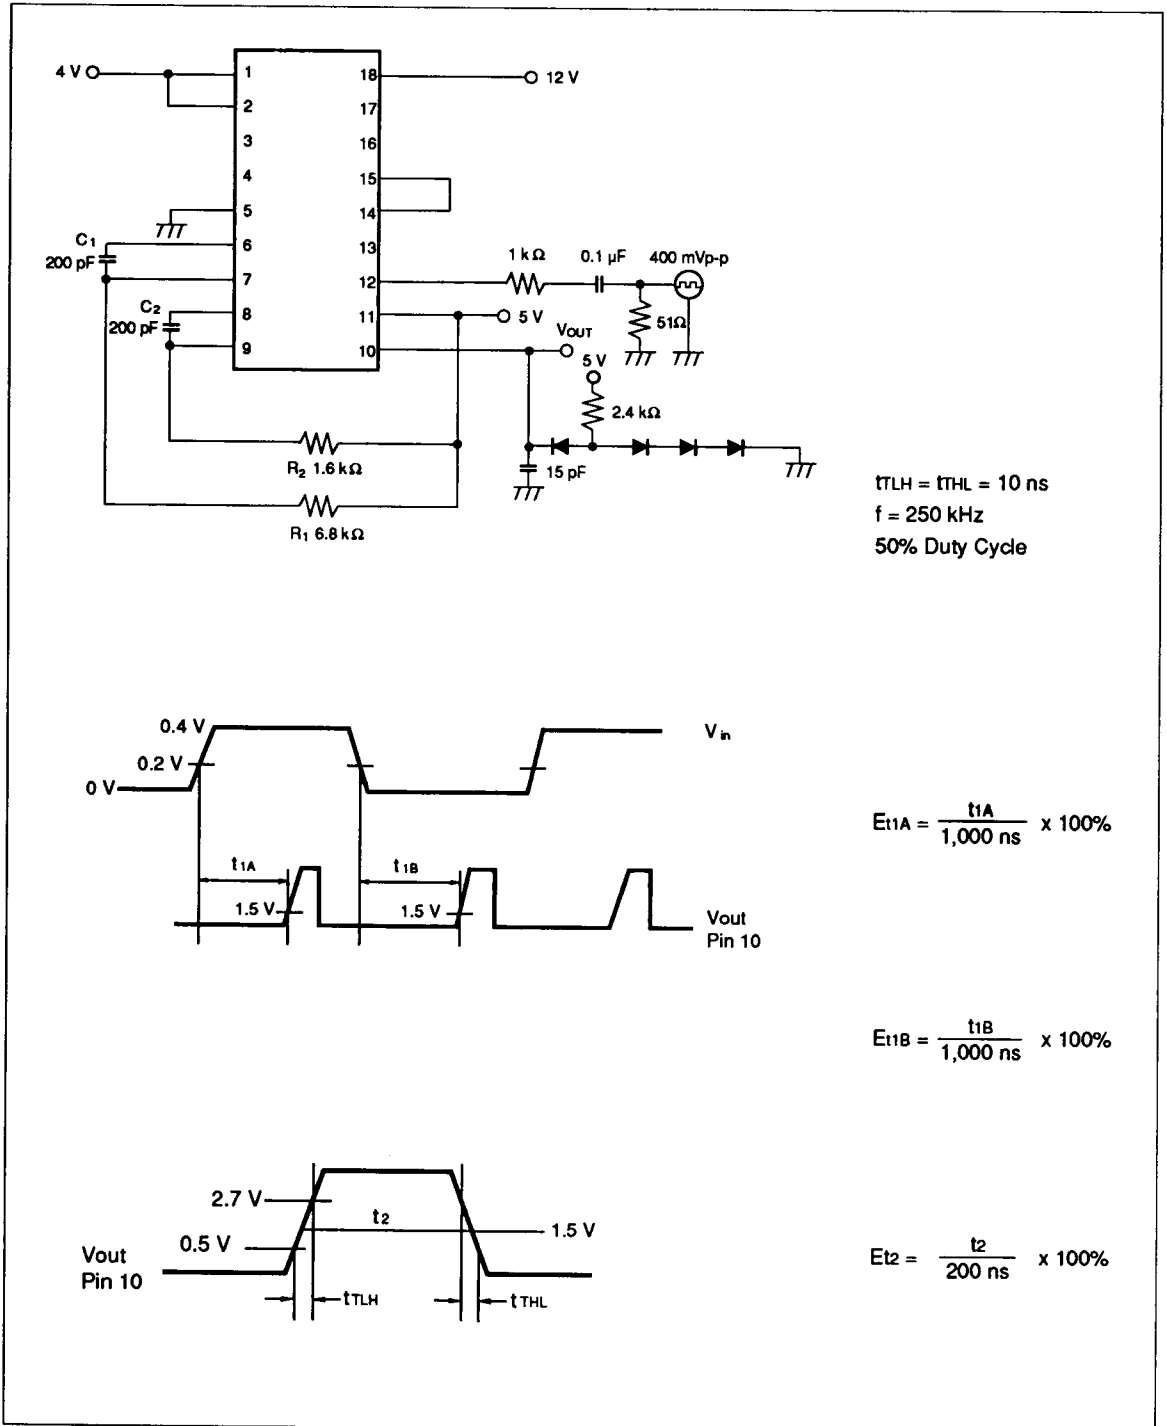 4 V
1
18
12 V
2
17
3
16
4
15
5
14
C1
200 pF
6
13
1 kΩ
0.1 µF
400 mVp-p
7
12
C2
200 pF
8
11
5 V
51Ω
9
10
VOUT
5 V
2.4 kΩ
R2 1.6 kΩ
15 pF
R1 6.8 kΩ
tTLH = tTHL = 10 ns
f = 250 kHz
50% Duty Cycle
0.4 V
Vin
0.2 V
0 V
Et1A = t1A / 1,000 ns x 100%
t1A
t1B
1.5 V
1.5 V
Vout
Pin 10
Et1B = t1B / 1,000 ns x 100%
2.7 V
t2
1.5 V
0.5 V
Vout
Pin 10
Et2 = t2 / 200 ns x 100%
tTLH
tTHL